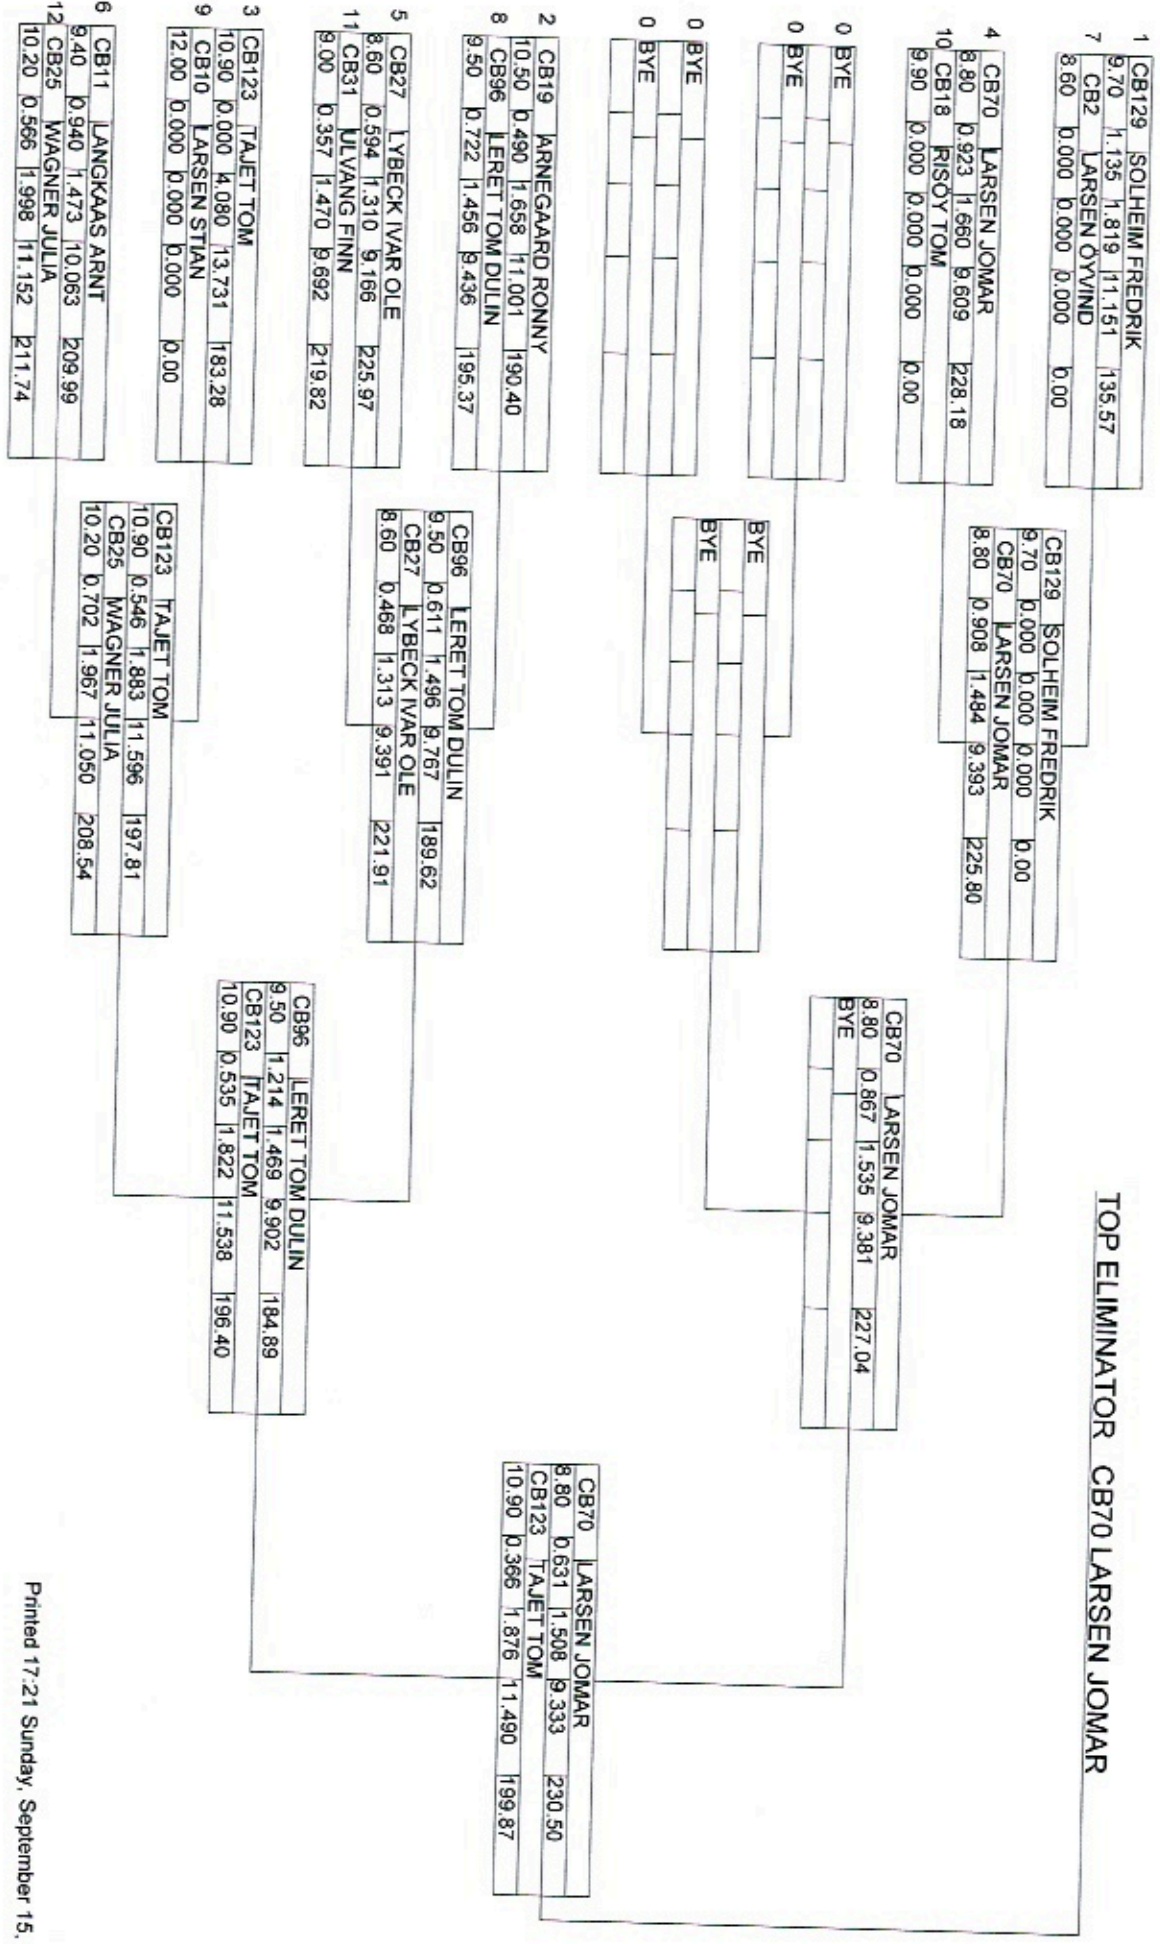 TOP ELIMINATOR CB70 LARSEN JOMAR
1 CB129 SOLHEIM FREDRIK
9.70 1.135 1.819 11.151 135.57
7 CB2 LARSEN ÖYVIND
8.60 0.000 0.000 0.000 0.00
4 CB70 LARSEN JOMAR
8.80 0.923 1.660 9.609 228.18
10 CB18 RISÖY TOM
9.90 0.000 0.000 0.000 0.00
0 BYE
0 BYE
0 BYE
0 BYE
2 CB19 ARNEGAARD RONNY
10.50 0.490 1.658 11.001 190.40
8 CB96 LERET TOM DULIN
9.50 0.722 1.456 9.436 195.37
5 CB27 LYBECK IVAR OLE
8.60 0.594 1.310 9.166 225.97
11 CB31 ULVANG FINN
9.00 0.357 1.470 9.692 219.82
3 CB123 TAJET TOM
10.90 0.000 4.080 13.731 183.28
9 CB10 LARSEN STIAN
12.00 0.000 0.000 0.000 0.00
6 CB11 LANGKAAS ARNT
9.40 0.940 1.473 10.063 209.99
12 CB25 WAGNER JULIA
10.20 0.566 1.998 11.152 211.74
CB129 SOLHEIM FREDRIK
9.70 0.000 0.000 0.000 0.00
CB70 LARSEN JOMAR
8.80 0.908 1.484 9.393 225.80
BYE
BYE
CB96 LERET TOM DULIN
9.50 0.611 1.496 9.767 189.62
CB27 LYBECK IVAR OLE
8.60 0.468 1.313 9.391 221.91
CB123 TAJET TOM
10.90 0.546 1.883 11.596 197.81
CB25 WAGNER JULIA
10.20 0.702 1.967 11.050 208.54
CB70 LARSEN JOMAR
8.80 0.867 1.535 9.381 227.04
BYE
CB96 LERET TOM DULIN
9.50 1.214 1.469 9.902 184.89
CB123 TAJET TOM
10.90 0.535 1.822 11.538 196.40
CB70 LARSEN JOMAR
8.80 0.631 1.508 9.333 230.50
CB123 TAJET TOM
10.90 0.366 1.876 11.490 199.87
Printed 17:21 Sunday, September 15,